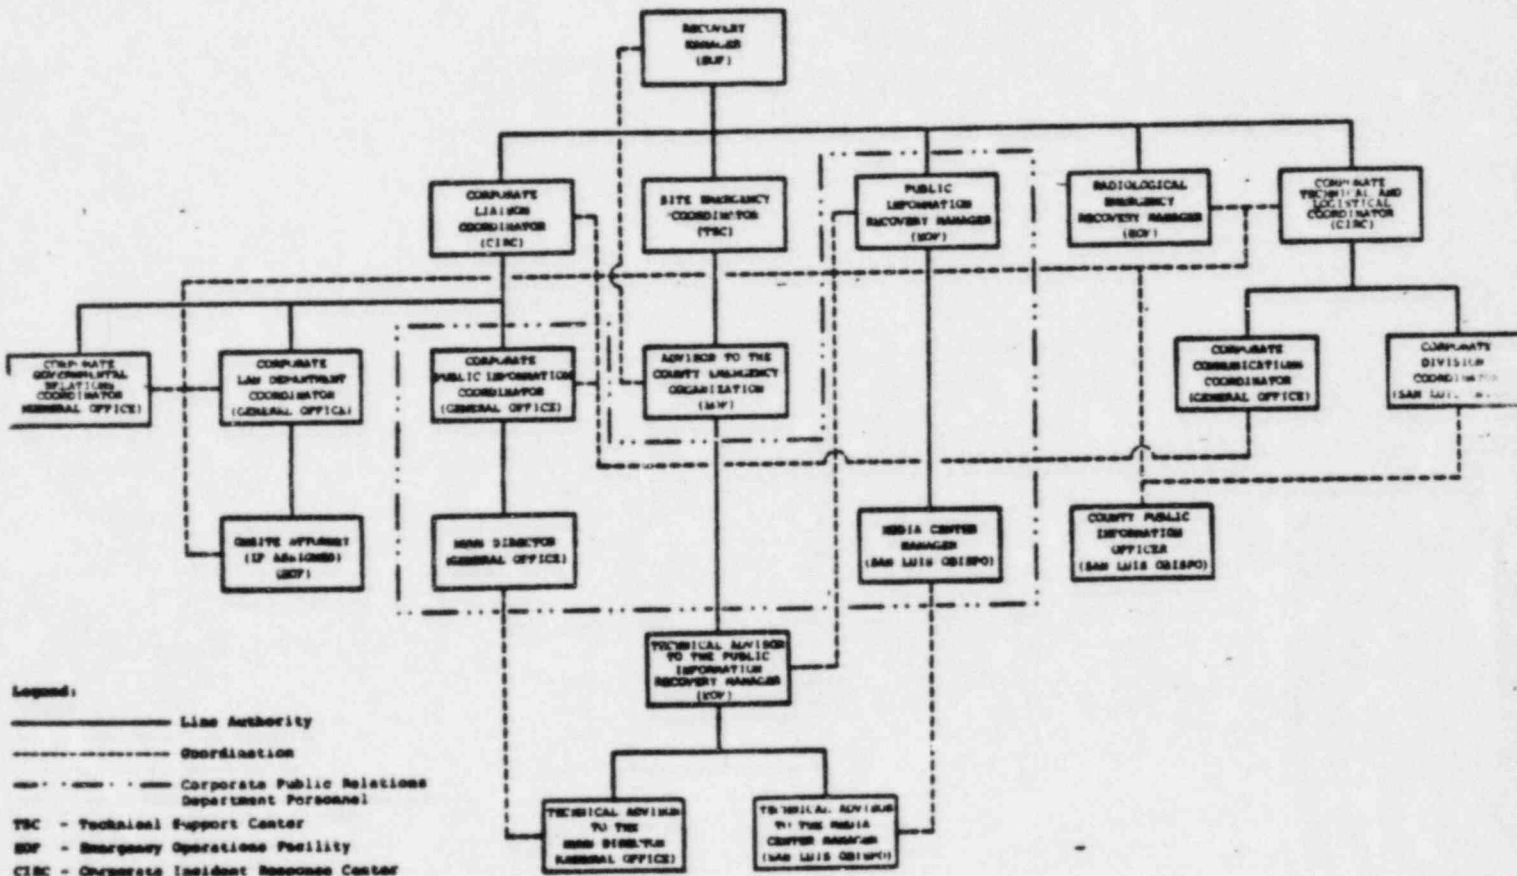 RECOVERY
MANAGER
(EOF)
CORPORATE
LIAISON
COORDINATOR
(CIRC)
SITE EMERGENCY
COORDINATOR
(TSC)
PUBLIC
INFORMATION
RECOVERY MANAGER
(EOF)
RADIOLOGICAL
EMERGENCY
RECOVERY MANAGER
(EOF)
CORPORATE
TECHNICAL AND
LOGISTICAL
COORDINATOR
(CIRC)
CORPORATE
GOVERNMENTAL
RELATIONS
COORDINATOR
(GENERAL OFFICE)
CORPORATE
LAW DEPARTMENT
COORDINATOR
(GENERAL OFFICE)
CORPORATE
PUBLIC INFORMATION
COORDINATOR
(GENERAL OFFICE)
ADVISOR TO THE
COUNTY EMERGENCY
ORGANIZATION
(EOF)
CORPORATE
COMMUNICATIONS
COORDINATOR
(GENERAL OFFICE)
CORPORATE
DIVISION
COORDINATOR
(SAN LUIS
ONSITE ATTORNEY
(IF ASSIGNED)
(EOF)
DIRECTOR
(GENERAL OFFICE)
MEDIA CENTER
MANAGER
(SAN LUIS OBISPO)
COUNTY PUBLIC
INFORMATION
OFFICER
(SAN LUIS OBISPO)
TECHNICAL ADVISOR
TO THE PUBLIC
INFORMATION
RECOVERY MANAGER
(EOF)
Legend:
Line Authority
Coordination
Corporate Public Relations
Department Personnel
TSC - Technical Support Center
EOF - Emergency Operations Facility
CIRC - Corporate Incident Response Center
TECHNICAL ADVISOR
TO THE
DIRECTOR
(GENERAL OFFICE)
TECHNICAL ADVISOR
TO THE MEDIA
CENTER MANAGER
(SAN LUIS OBISPO)